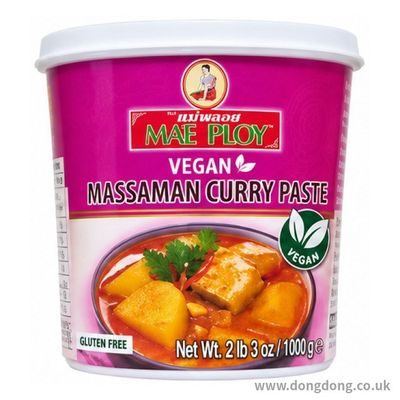 แม่พลอย
MAE PLOY™
VEGAN
MASSAMAN CURRY PASTE
VEGAN
GLUTEN FREE
Net Wt. 2 lb 3 oz / 1000 g e
www.dongdong.co.uk